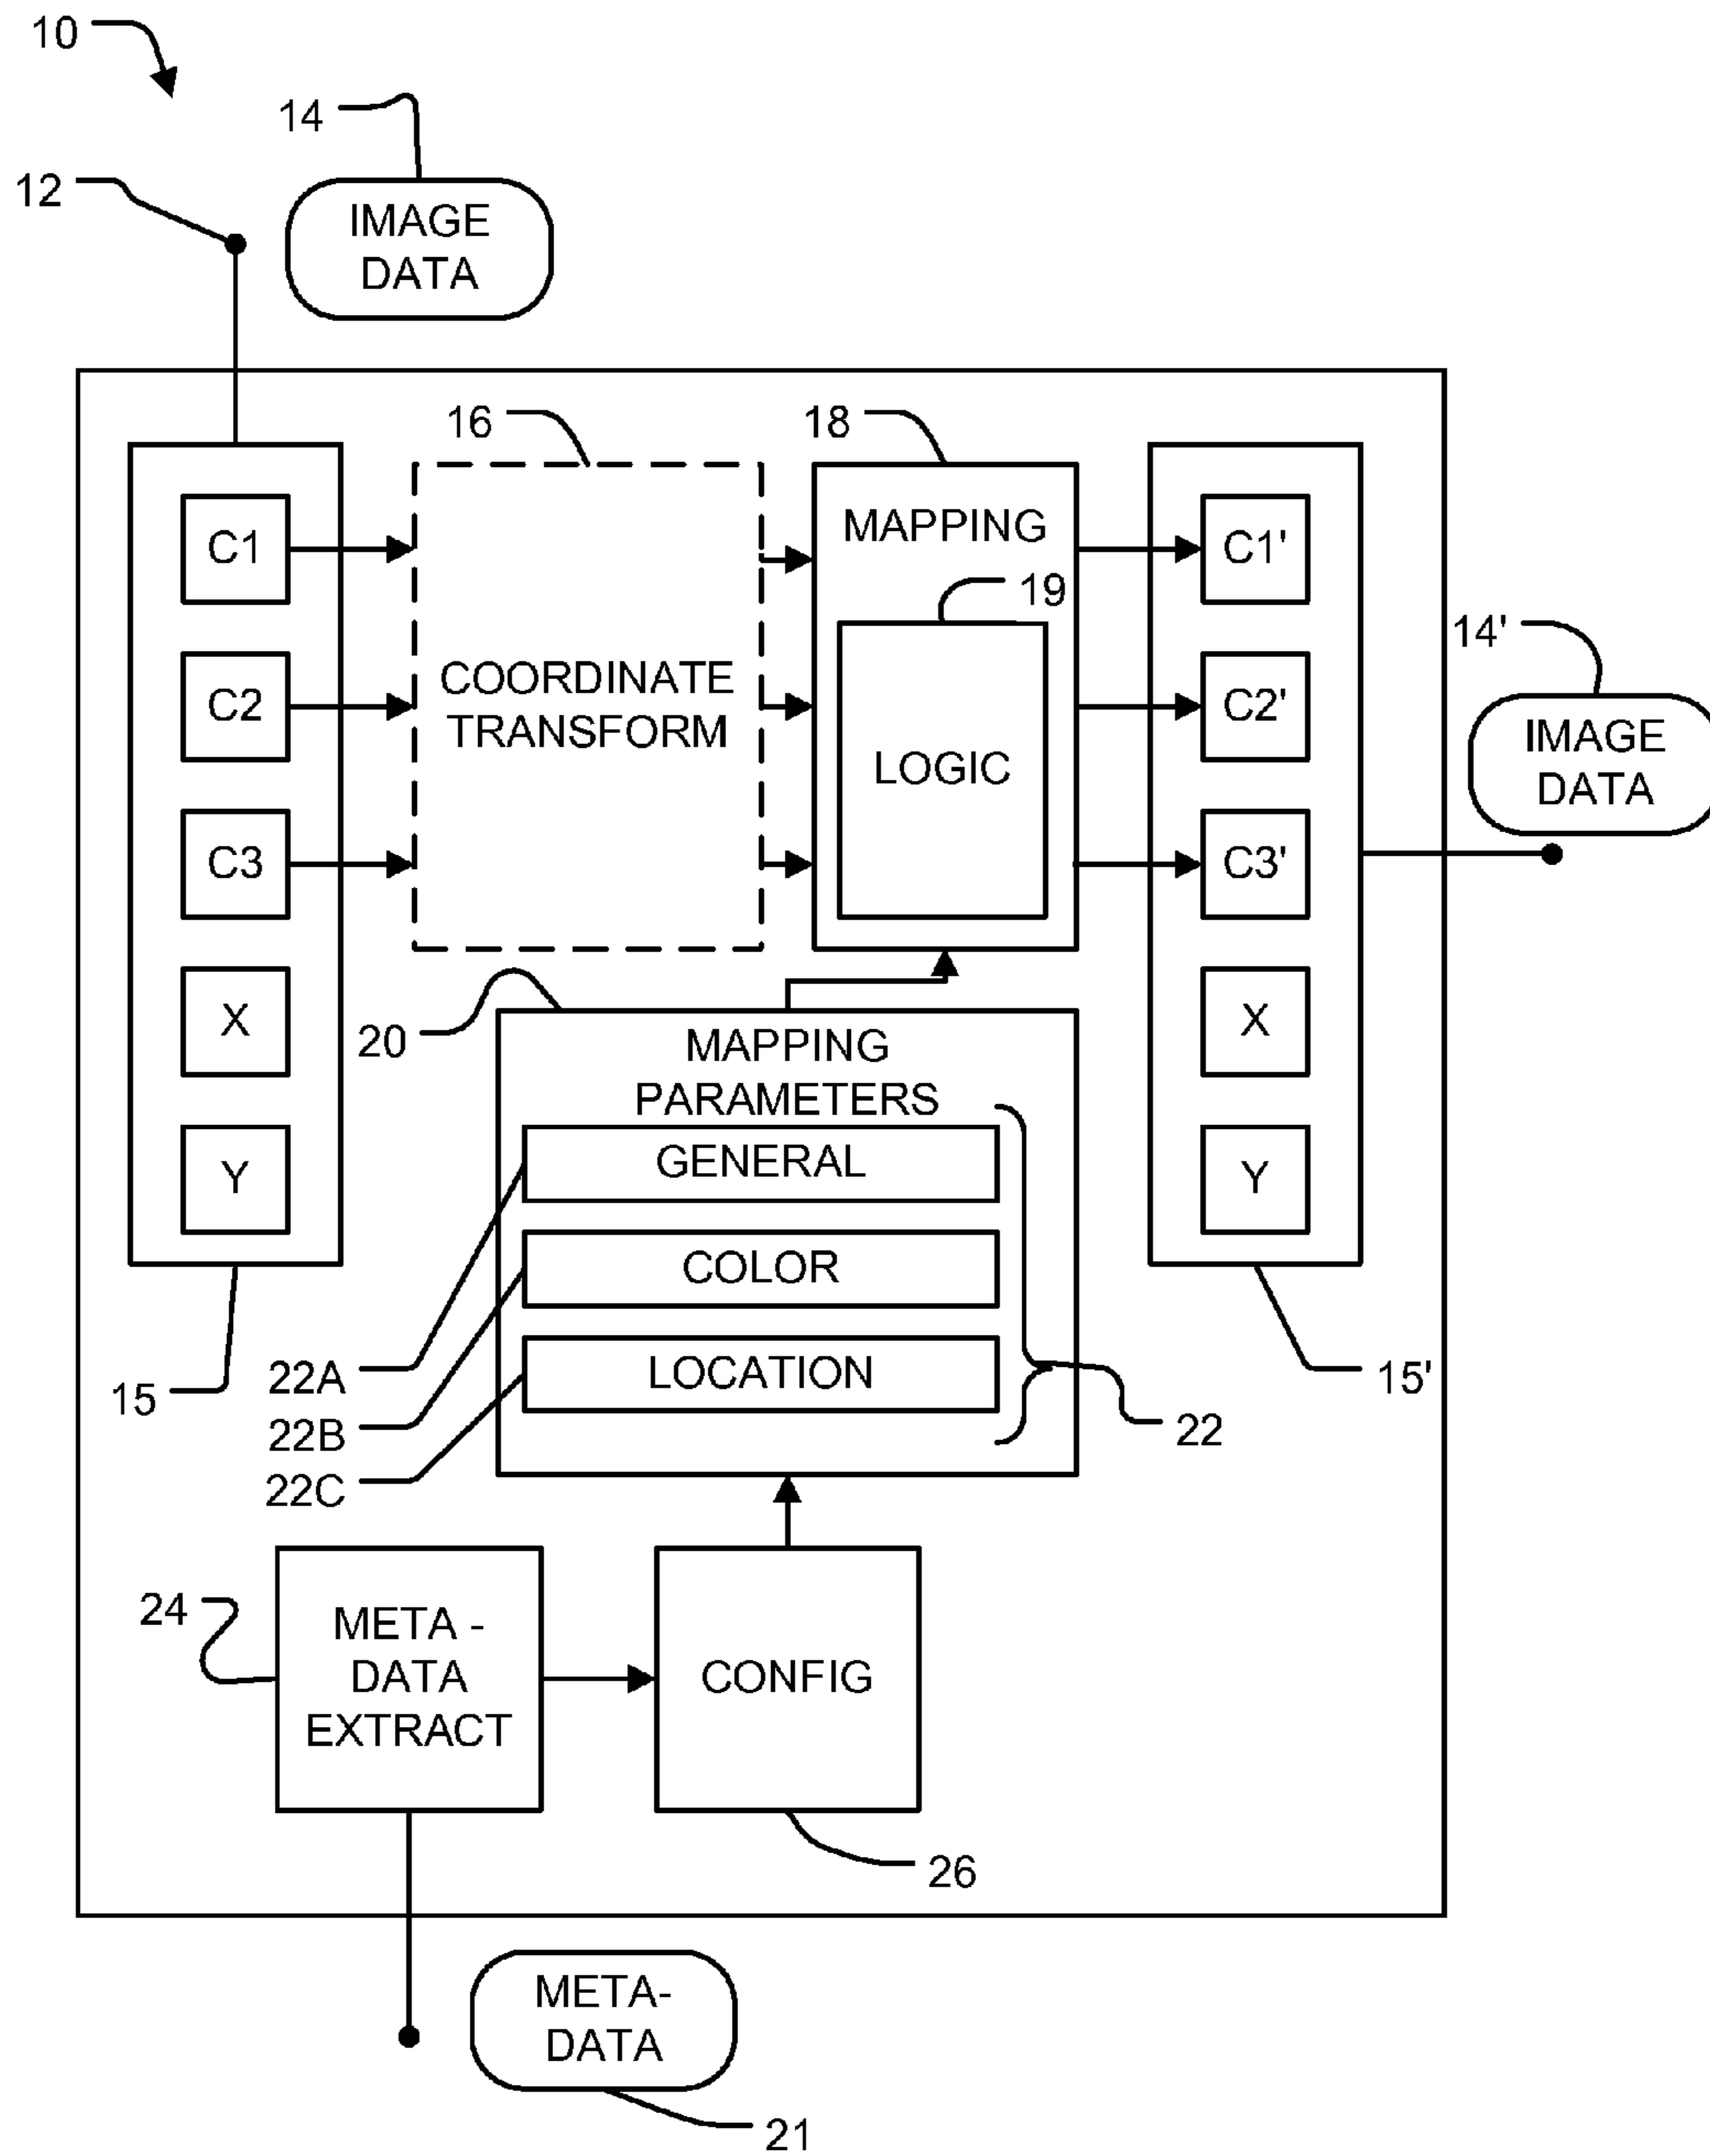 10
14
12
IMAGE
DATA
16
18
C1
MAPPING
C1'
19
14'
C2
COORDINATE
TRANSFORM
LOGIC
C2'
IMAGE
DATA
C3
C3'
X
20
MAPPING
PARAMETERS
X
Y
GENERAL
Y
COLOR
22A
LOCATION
15'
15
22B
22
22C
24
META -
DATA
EXTRACT
CONFIG
26
META-
DATA
21